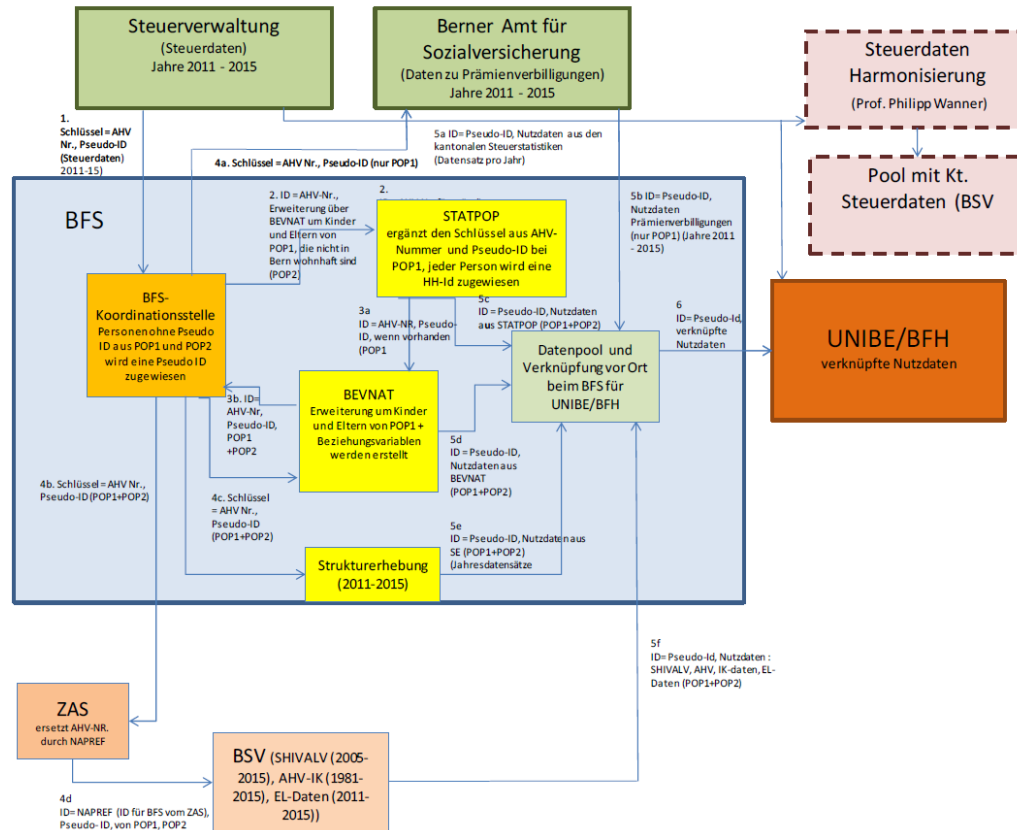 Steuerverwaltung
(Steuerdaten)
Jahre 2011 - 2015
Berner Amt für
Sozialversicherung
(Daten zu Prämienverbilligungen)
Jahre 2011 - 2015
Steuerdaten
Harmonisierung
(Prof. Philipp Wanner)
Pool mit Kt.
Steuerdaten (BSV
1.
Schlüssel = AHV
Nr., Pseudo-ID
(Steuerdaten)
2011-15)
4a. Schlüssel = AHV Nr., Pseudo-ID (nur POP1)
5a ID= Pseudo-ID, Nutzdaten aus den
kantonalen Steuerstatistiken
(Datensatz pro Jahr)
BFS
2. ID = AHV-Nr.,
Erweiterung über
BEVNAT um Kinder
und Eltern von
POP1, die nicht in
Bern wohnhaft sind
(POP2)
2.
STATPOP
ergänzt den Schlüssel aus AHV-
Nummer und Pseudo-ID bei
POP1, jeder Person wird eine
HH-Id zugewiesen
5b ID= Pseudo-ID,
Nutzdaten
Prämienverbilligungen
(nur POP1) (Jahre 2011
- 2015)
BFS-
Koordinationsstelle
Personen ohne Pseudo
ID aus POP1 und POP2
wird eine Pseudo ID
zugewiesen
3a
ID = AHV-NR, Pseudo-
ID, wenn vorhanden
(POP1
5c
ID = Pseudo-ID, Nutzdaten
aus STATPOP (POP1+POP2)
6
ID=Pseudo-Id,
verknüpfte
Nutzdaten
UNIBE/BFH
verknüpfte Nutzdaten
Datenpool und
Verknüpfung vor Ort
beim BFS für
UNIBE/BFH
BEVNAT
Erweiterung um Kinder
und Eltern von POP1 +
Beziehungsvariablen
werden erstellt
3b. ID=
AHV-Nr,
Pseudo-ID,
POP1
+POP2
5d
ID = Pseudo-ID,
Nutzdaten aus
BEVNAT
(POP1+POP2)
4b. Schlüssel = AHV Nr.,
Pseudo-ID (POP1+POP2)
4c. Schlüssel
= AHV Nr.,
Pseudo-ID
(POP1+POP2)
5e
ID = Pseudo-ID, Nutzdaten aus
SE (POP1+POP2)
(Jahresdatensätze
Strukturerhebung
(2011-2015)
5f
ID= Pseudo-Id, Nutzdaten :
SHIVALV, AHV, IK-daten, EL-
Daten (POP1+POP2)
ZAS
ersetzt AHV-NR.
durch NAPREF
BSV (SHIVALV (2005-
2015), AHV-IK (1981-
2015), EL-Daten (2011-
2015))
4d
ID= NAPREF (ID für BFS vom ZAS),
Pseudo- ID, von POP1, POP2